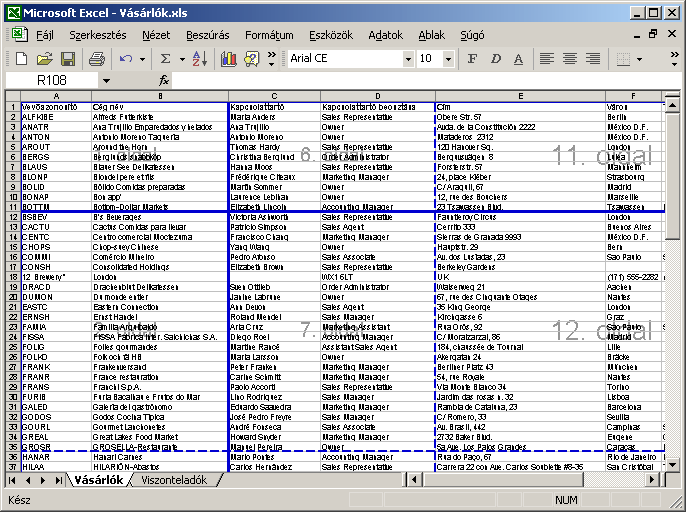 Microsoft Excel - Vásárlók.xls
Fájl Szerkesztés Nézet Beszúrás Formátum Eszközök Adatok Ablak Súgó
Arial CE 10 F D A
R108 fx
A B C D E F
1 Vevőazonosító Cégnév Kapcsolattartó Kapcsolattartó beosztása Cím Város
2 ALFKIBE Alfreds Futterkiste Maria Anders Sales Representative Obere Str. 57 Berlin
3 ANATR Ana Trujillo Emparedados y helados Ana Trujillo Owner Avda. de la Constitución 2222 México D.F.
4 ANTON Antonio Moreno Taquería Antonio Moreno Owner Mataderos 2312 México D.F.
5 AROUT Around the Horn Thomas Hardy Sales Representative 120 Hanover Sq. London
6 BERGS Berglunds snabbköp Christina Berglund Order Administrator Berguvsvägen 8 Luleå
7 BLAUS Blauer See Delikatessen Hanna Moos Sales Representative Forsterstr. 57 Mannheim
8 BLONP Blondel père et fils Frédérique Citeaux Marketing Manager 24, place Kléber Strasbourg
9 BOLID Bólido Comidas preparadas Martín Sommer Owner C/ Araquil, 67 Madrid
10 BONAP Bon app' Laurence Lebihan Owner 12, rue des Bouchers Marseille
11 BOTTM Bottom-Dollar Markets Elizabeth Lincoln Accounting Manager 23 Tsawassen Blvd. Tsawassen
12 BSBEV B's Beverages Victoria Ashworth Sales Representative Fauntleroy Circus London
13 CACTU Cactus Comidas para llevar Patricio Simpson Sales Agent Cerrito 333 Buenos Aires
14 CENTC Centro comercial Moctezuma Francisco Chang Marketing Manager Sierras de Granada 9993 México D.F.
15 CHOPS Chop-suey Chinese Yang Wang Owner Hauptstr. 29 Bern
16 COMMI Comércio Mineiro Pedro Afonso Sales Associate Av. dos Lusíadas, 23 Sao Paulo
17 CONSH Consolidated Holdings Elizabeth Brown Sales Representative Berkeley Gardens
18 12 Brewery" London WX1 6LT UK (171) 555-2282
19 DRACD Drachenblut Delikatessen Sven Ottlieb Order Administrator Walserweg 21 Aachen
20 DUMON Du monde entier Janine Labrune Owner 67, rue des Cinquante Otages Nantes
21 EASTC Eastern Connection Ann Devon Sales Agent 35 King George London
22 ERNSH Ernst Handel Roland Mendel Sales Manager Kirchgasse 6 Graz
23 FAMIA Familia Arquibaldo Aria Cruz Marketing Assistant Rua Orós, 92 São Paulo
24 FISSA FISSA Fabrica Inter. Salchichas S.A. Diego Roel Accounting Manager C/ Moralzarzal, 86 Madrid
25 FOLIG Folies gourmandes Martine Rancé Assistant Sales Agent 184, chaussée de Tournai Lille
26 FOLKO Folk och fä HB Maria Larsson Owner Åkergatan 24 Bräcke
27 FRANK Frankenversand Peter Franken Marketing Manager Berliner Platz 43 München
28 FRANR France restauration Carine Schmitt Marketing Manager 54, rue Royale Nantes
29 FRANS Franchi S.p.A. Paolo Accorti Sales Representative Via Monte Bianco 34 Torino
30 FURIB Furia Bacalhau e Frutos do Mar Lino Rodriguez Sales Manager Jardim das rosas n. 32 Lisboa
31 GALED Galería del gastrónomo Eduardo Saavedra Marketing Manager Rambla de Cataluña, 23 Barcelona
32 GODOS Godos Cocina Típica José Pedro Freyre Sales Manager C/ Romero, 33 Sevilla
33 GOURL Gourmet Lanchonetes André Fonseca Sales Associate Av. Brasil, 442 Campinas
34 GREAL Great Lakes Food Market Howard Snyder Marketing Manager 2732 Baker Blvd. Eugene
35 GROSR GROSELLA-Restaurante Manuel Pereira Owner 5a Ave. Los Palos Grandes Caracas
36 HANAR Hanari Carnes Mario Pontes Accounting Manager Rua do Paço, 67 Rio de Janeiro
37 HILAA HILARIÓN-Abastos Carlos Hernández Sales Representative Carrera 22 con Ave. Carlos Soublette #8-35 San Cristóbal
6. oldal 11. oldal
7. oldal 12. oldal
Vásárlók Viszonteladók
Kész NUM